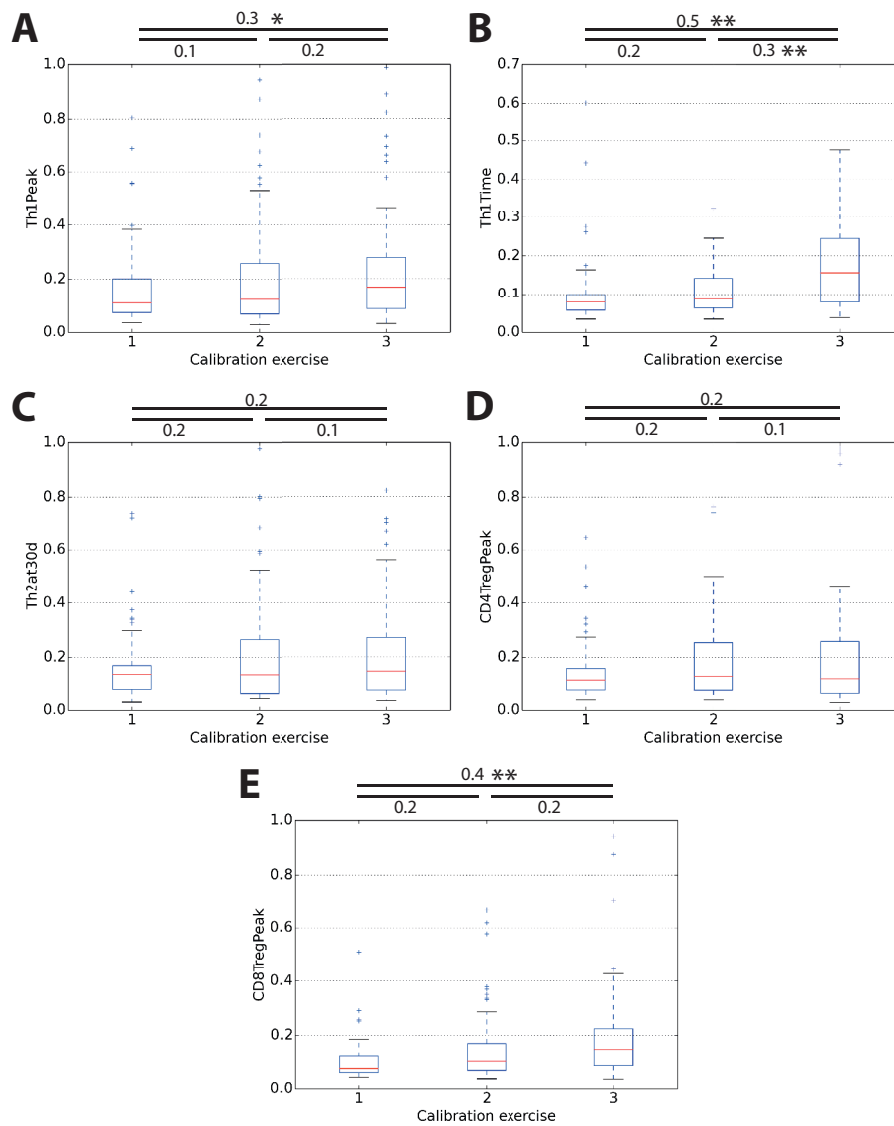 A
0.3 *
0.1 0.2
Th1Peak
1.0
0.8
0.6
0.4
0.2
0.0
1 2 3
Calibration exercise
B
0.5 **
0.2 0.3 **
Th1Time
0.7
0.6
0.5
0.4
0.3
0.2
0.1
0.0
1 2 3
Calibration exercise
C
0.2
0.2 0.1
Th2at30d
1.0
0.8
0.6
0.4
0.2
0.0
1 2 3
Calibration exercise
D
0.2
0.2 0.1
CD4TregPeak
1.0
0.8
0.6
0.4
0.2
0.0
1 2 3
Calibration exercise
E
0.4 **
0.2 0.2
CD8TregPeak
1.0
0.8
0.6
0.4
0.2
0.0
1 2 3
Calibration exercise